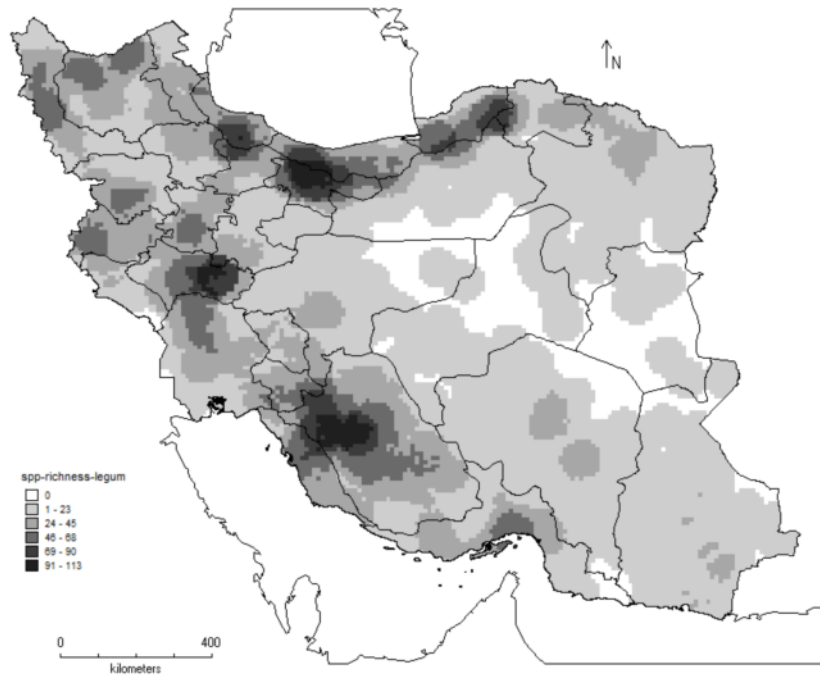 N
spp-richness-legum
0
1 - 23
24 - 45
46 - 68
69 - 90
91 - 113
0 400
kilometers